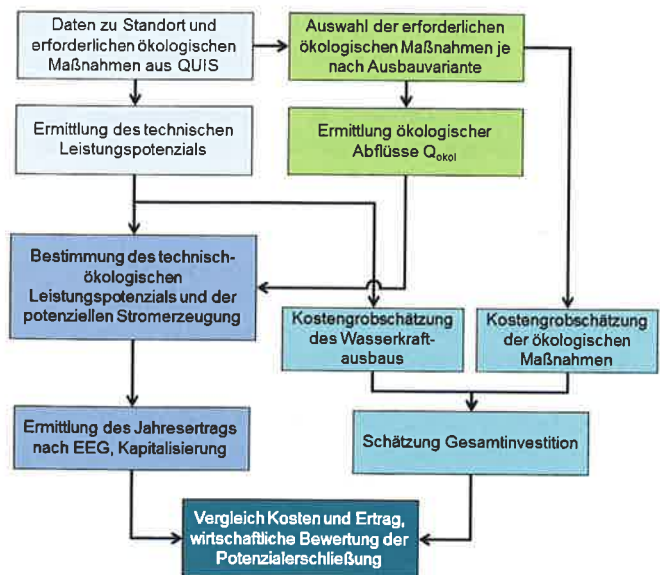 Daten zu Standort und
erforderlichen ökologischen
Maßnahmen aus QUIS
Auswahl der erforderlichen
ökologischen Maßnahmen je
nach Ausbauvariante
Ermittlung des technischen
Leistungspotenzials
Ermittlung ökologischer
Abflüsse Qokol
Bestimmung des technisch-
ökologischen
Leistungspotenzials und der
potenziellen Stromerzeugung
Kostengrobschätzung
des Wasserkraft-
ausbaus
Kostengrobschätzung
der ökologischen
Maßnahmen
Ermittlung des Jahresertrags
nach EEG, Kapitalisierung
Schätzung Gesamtinvestition
Vergleich Kosten und Ertrag,
wirtschaftliche Bewertung der
Potenzialerschließung